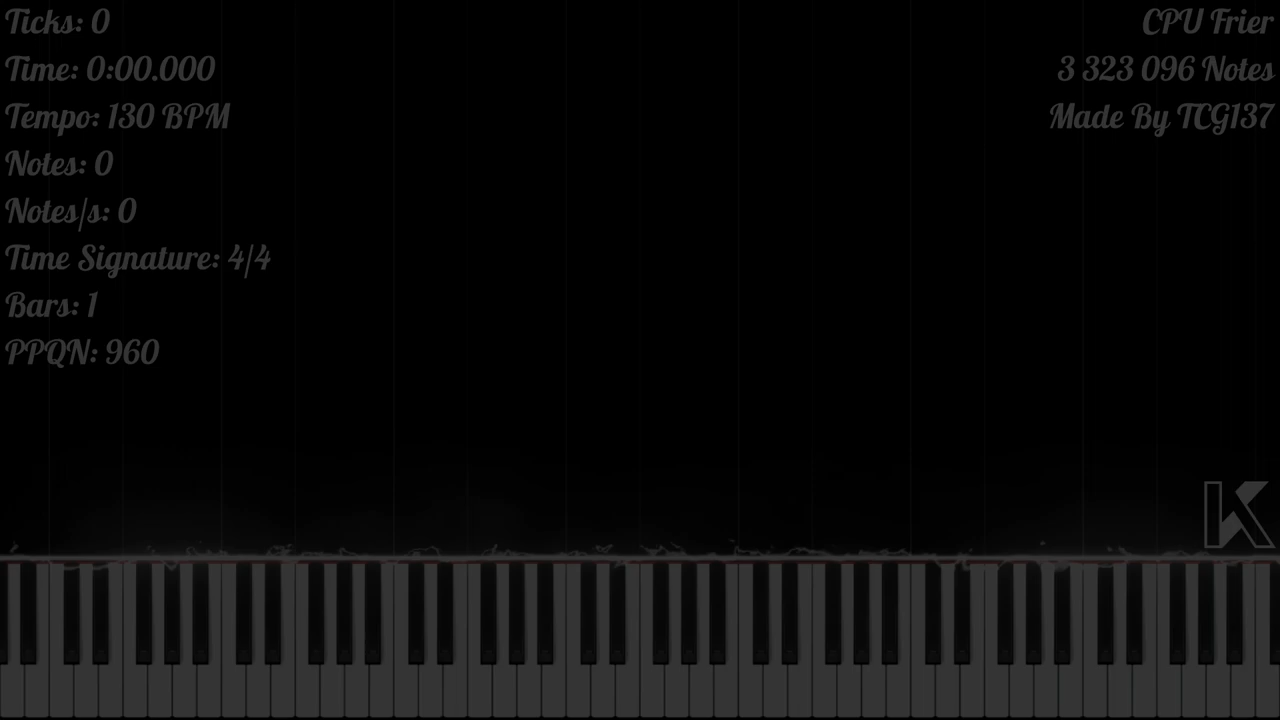 Ticks: 0
Time: 0:00.000
Tempo: 130 BPM
Notes: 0
Notes/s: 0
Time Signature: 4/4
Bars: 1
PPQN: 960
CPU Frier
3 323 096 Notes
Made By TCG137
K